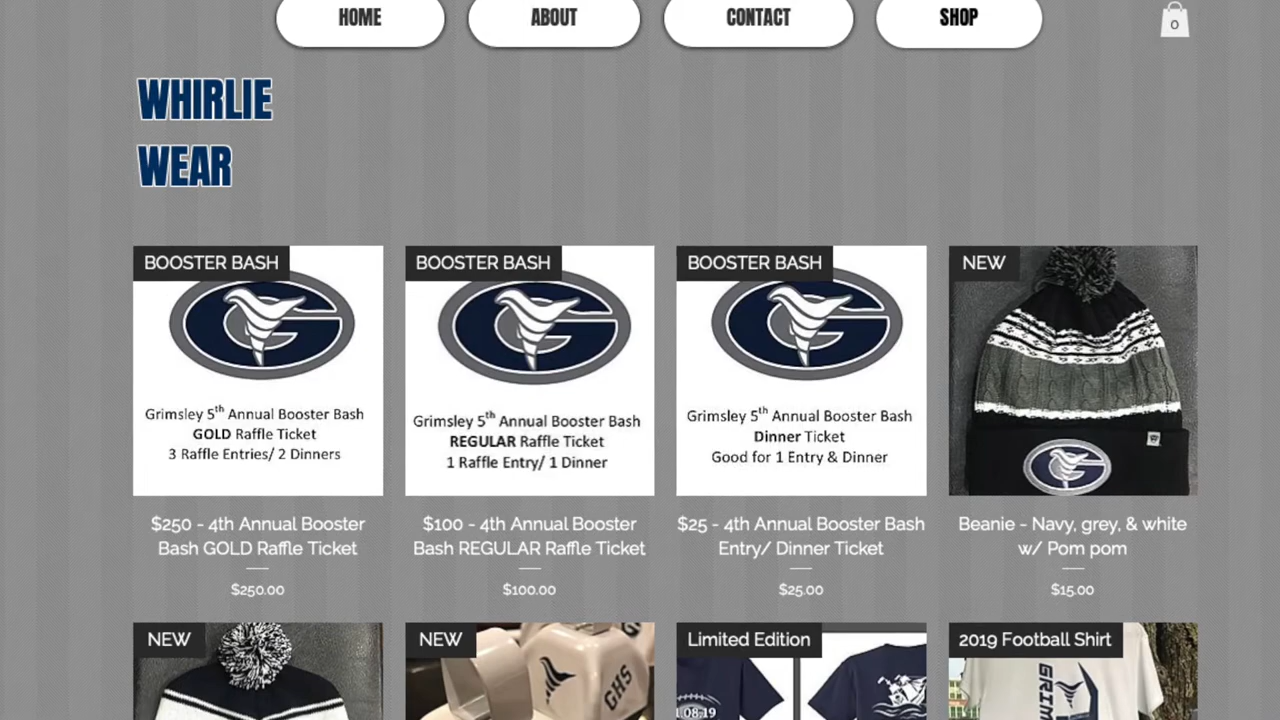 HOME
ABOUT
CONTACT
SHOP
0
WHIRLIE
WEAR
BOOSTER BASH
Grimsley 5th Annual Booster Bash
GOLD Raffle Ticket
3 Raffle Entries/ 2 Dinners
$250 - 4th Annual Booster
Bash GOLD Raffle Ticket
$250.00
BOOSTER BASH
Grimsley 5th Annual Booster Bash
REGULAR Raffle Ticket
1 Raffle Entry/ 1 Dinner
$100 - 4th Annual Booster
Bash REGULAR Raffle Ticket
$100.00
BOOSTER BASH
Grimsley 5th Annual Booster Bash
Dinner Ticket
Good for 1 Entry & Dinner
$25 - 4th Annual Booster Bash
Entry/ Dinner Ticket
$25.00
NEW
Beanie - Navy, grey, & white
w/ Pom pom
$15.00
NEW
NEW
GHS
Limited Edition
08.19
2019 Football Shirt